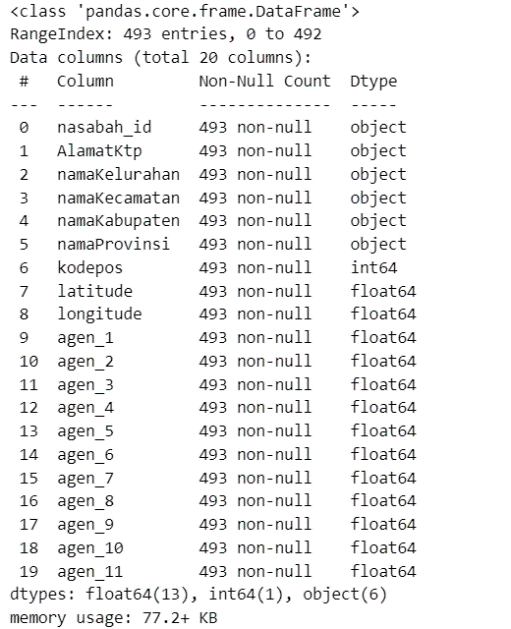 <class 'pandas.core.frame.DataFrame'>
RangeIndex: 493 entries, 0 to 492
Data columns (total 20 columns):
 #   Column         Non-Null Count  Dtype
---  ------         --------------  -----
 0   nasabah_id     493 non-null    object
 1   AlamatKtp      493 non-null    object
 2   namaKelurahan  493 non-null    object
 3   namaKecamatan  493 non-null    object
 4   namaKabupaten  493 non-null    object
 5   namaProvinsi   493 non-null    object
 6   kodepos        493 non-null    int64
 7   latitude       493 non-null    float64
 8   longitude      493 non-null    float64
 9   agen_1         493 non-null    float64
 10  agen_2         493 non-null    float64
 11  agen_3         493 non-null    float64
 12  agen_4         493 non-null    float64
 13  agen_5         493 non-null    float64
 14  agen_6         493 non-null    float64
 15  agen_7         493 non-null    float64
 16  agen_8         493 non-null    float64
 17  agen_9         493 non-null    float64
 18  agen_10        493 non-null    float64
 19  agen_11        493 non-null    float64
dtypes: float64(13), int64(1), object(6)
memory usage: 77.2+ KB